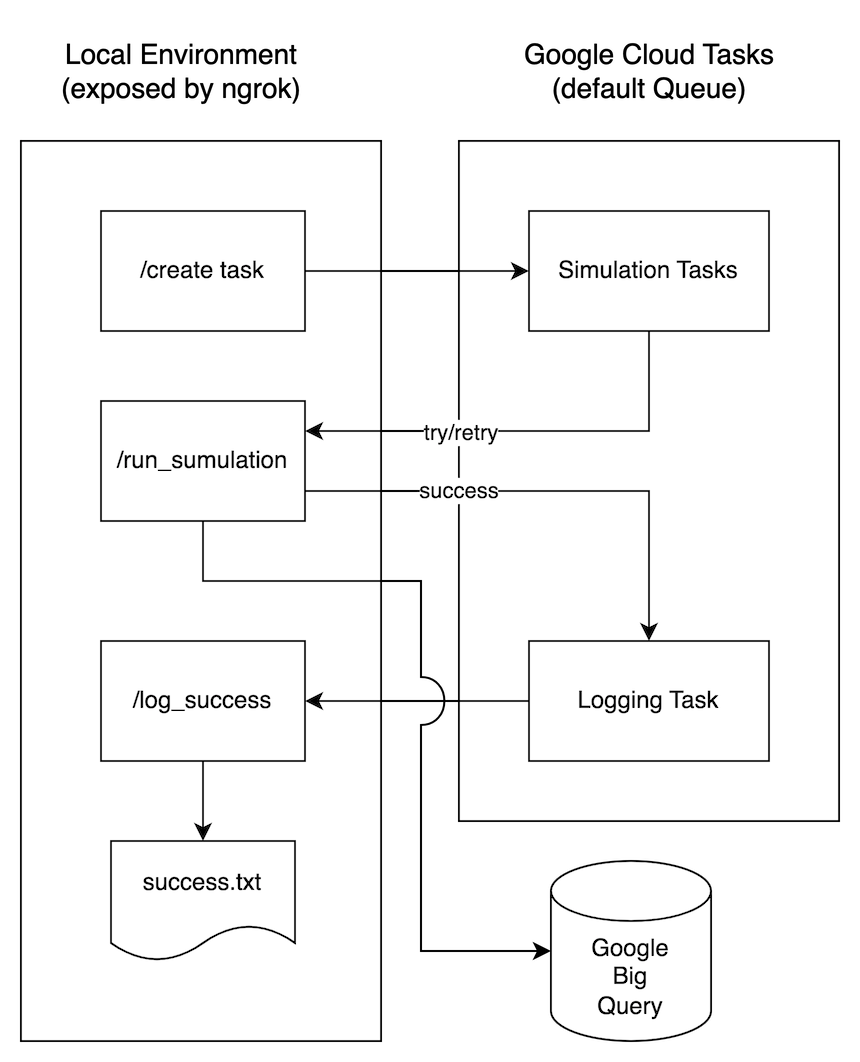 Local Environment
(exposed by ngrok)
Google Cloud Tasks
(default Queue)
/create task
Simulation Tasks
try/retry
/run_sumulation
success
/log_success
Logging Task
success.txt
Google
Big
Query